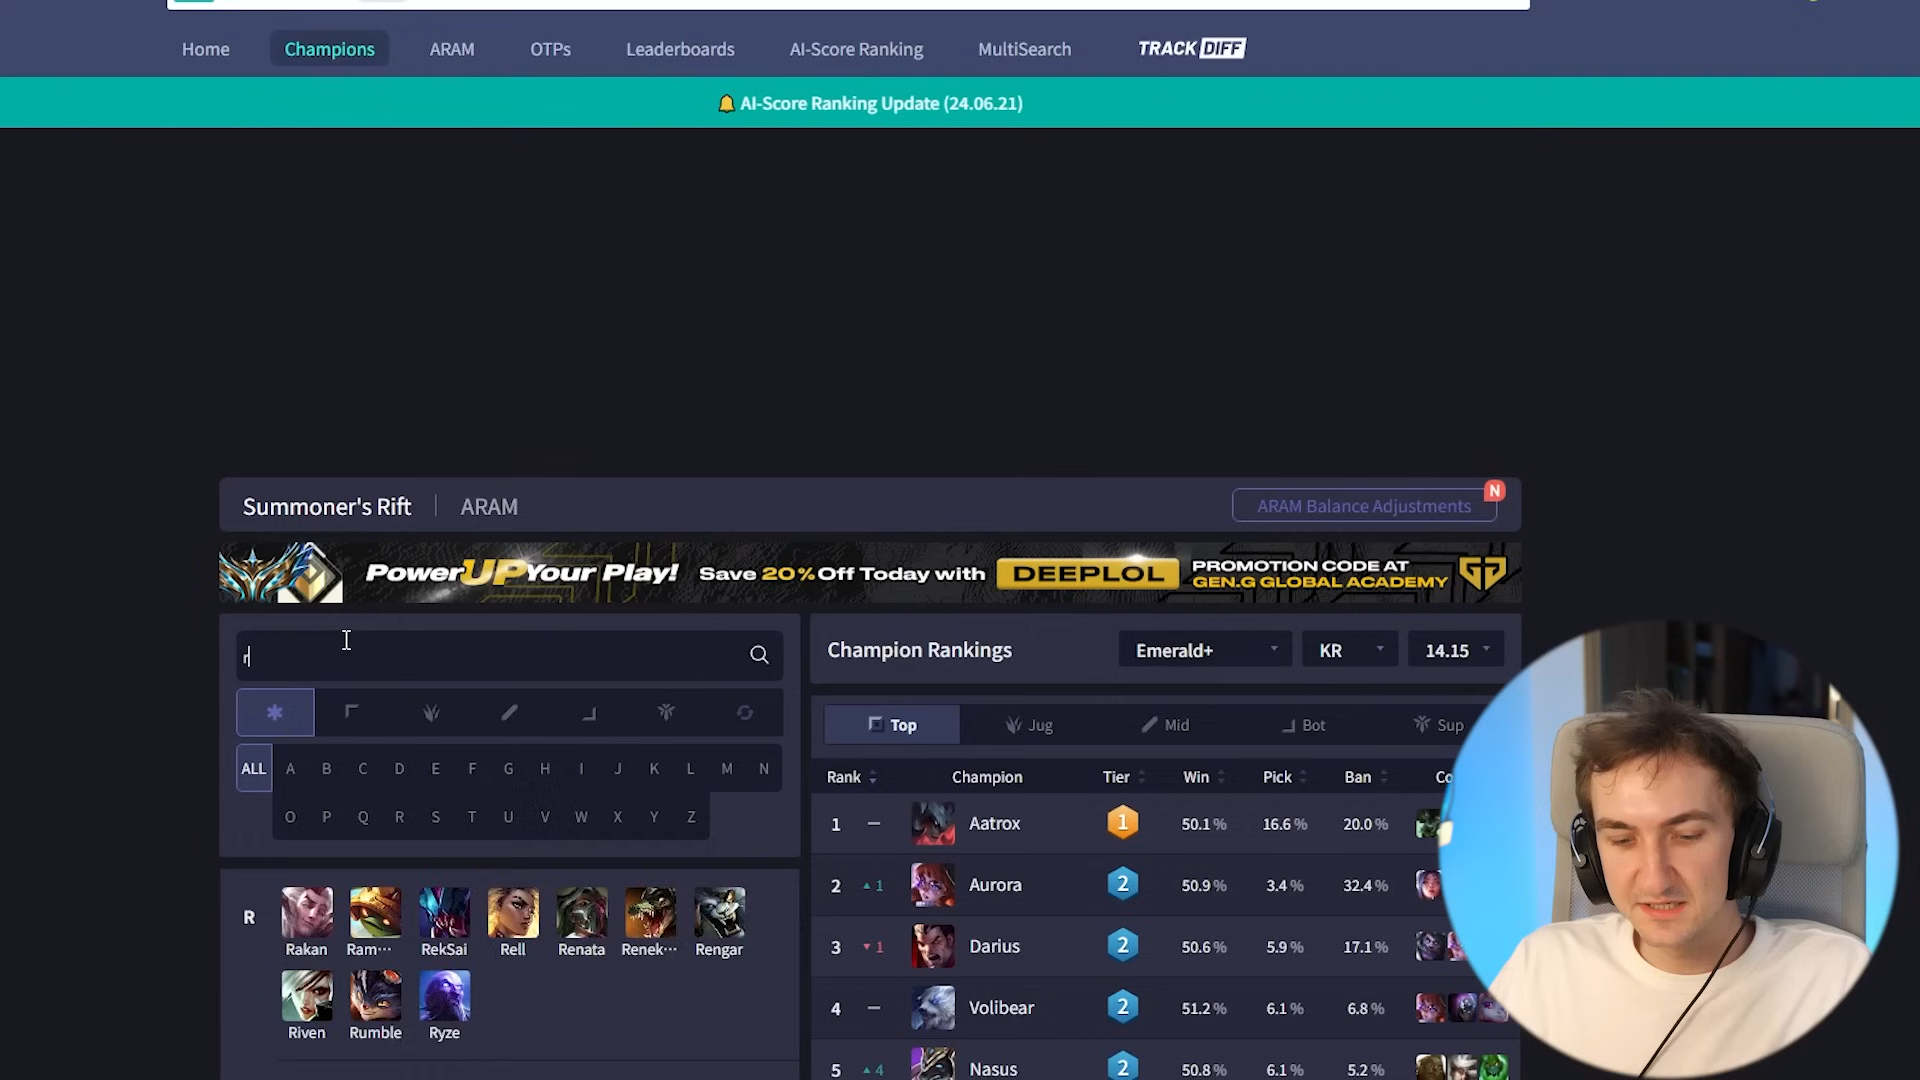 Home Champions ARAM OTPs Leaderboards AI-Score Ranking MultiSearch TRACK DIFF
AI-Score Ranking Update (24.06.21)
Summoner's Rift ARAM ARAM Balance Adjustments N
PowerUPYour Play! Save 20% Off Today with DEEPLOL PROMOTION CODE AT
GEN.G GLOBAL ACADEMY
r
Champion Rankings Emerald+ KR 14.15
Top Jug Mid Bot Sup
ALL A B C D E F G H I J K L M N
O P Q R S T U V W X Y Z
Rank Champion Tier Win Pick Ban Co
1 — Aatrox 1 50.1 % 16.6 % 20.0 %
2 1 Aurora 2 50.9 % 3.4 % 32.4 %
3 1 Darius 2 50.6 % 5.9 % 17.1 %
4 — Volibear 2 51.2 % 6.1 % 6.8 %
5 4 Nasus 2 50.8 % 6.1 % 5.2 %
R
Rakan Ram··· RekSai Rell Renata Renek··· Rengar
Riven Rumble Ryze